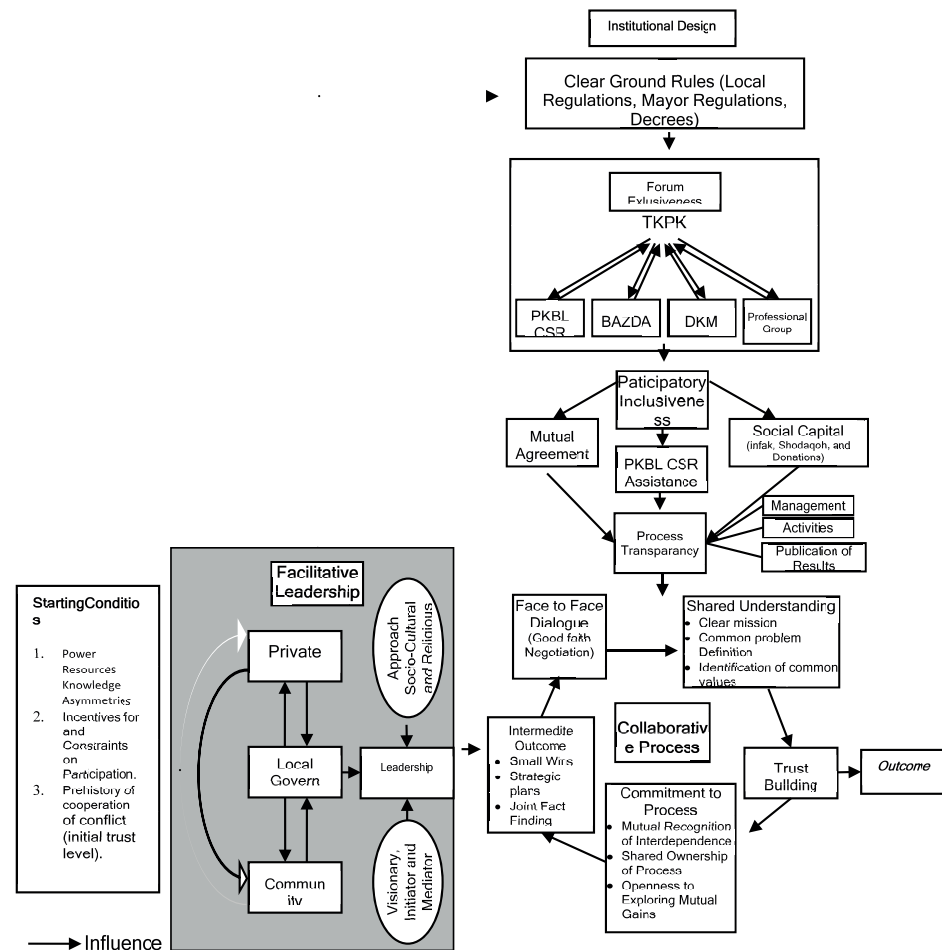 Institutional Design
Clear Ground Rules (Local
Regulations, Mayor Regulations,
Decrees)
Forum
Exlusiveness
TKPK
PKBL
CSR
BAZDA
DKM
Professional
Group
Paticipatory
Inclusivene
ss
Mutual
Agreement
PKBL CSR
Assistance
Social Capital
(infak, Shodaqoh, and
Donations)
Process
Transparancy
Management
Activities
Publication of
Results
StartingConditio
s
1. Power
Resources
Knowledge
Asymmetries
2. Incentives for
and
Constraints
on
Participation.
3. Prehistory of
cooperation
of conflict
(initial trust
level).
Facilitative
Leadership
Private
Local
Govern
Commun
ity
Approach
Socio-Cultural
and Religious
Leadership
Visionary,
Initiator and
Mediator
Face to Face
Dialogue
(Good faith
Negotiation)
Shared Understanding
• Clear mission
• Common problem
Definition
• Identification of common
values
Intermedite
Outcome
• Small Wins
• Strategic
plans
• Joint Fact
Finding
Collaborativ
e Process
Trust
Building
Outcome
Commitment to
Process
• Mutual Recognition
of Interdependence
• Shared Ownership
of Process
• Openness to
Exploring Mutual
Gains
Influence